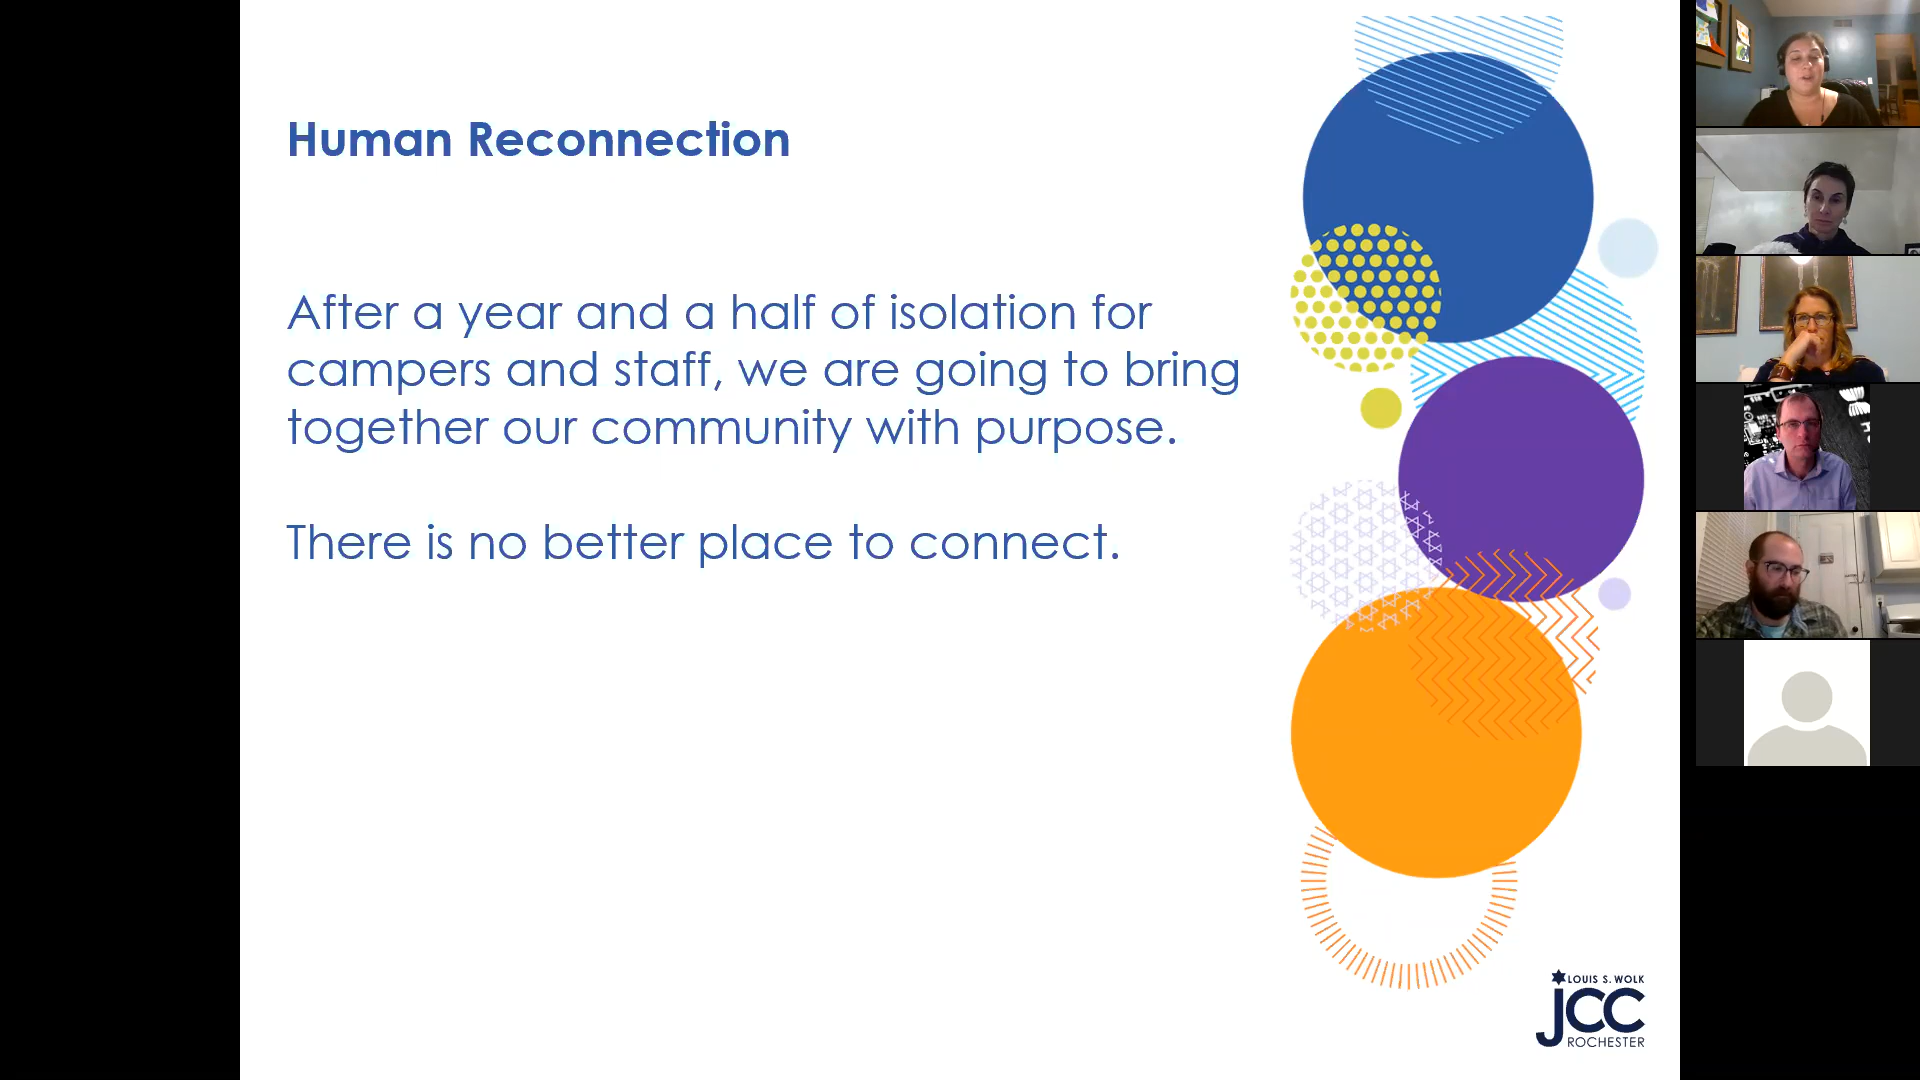 Human Reconnection
After a year and a half of isolation for
campers and staff, we are going to bring
together our community with purpose.
There is no better place to connect.
LOUIS S. WOLK
jCC
ROCHESTER